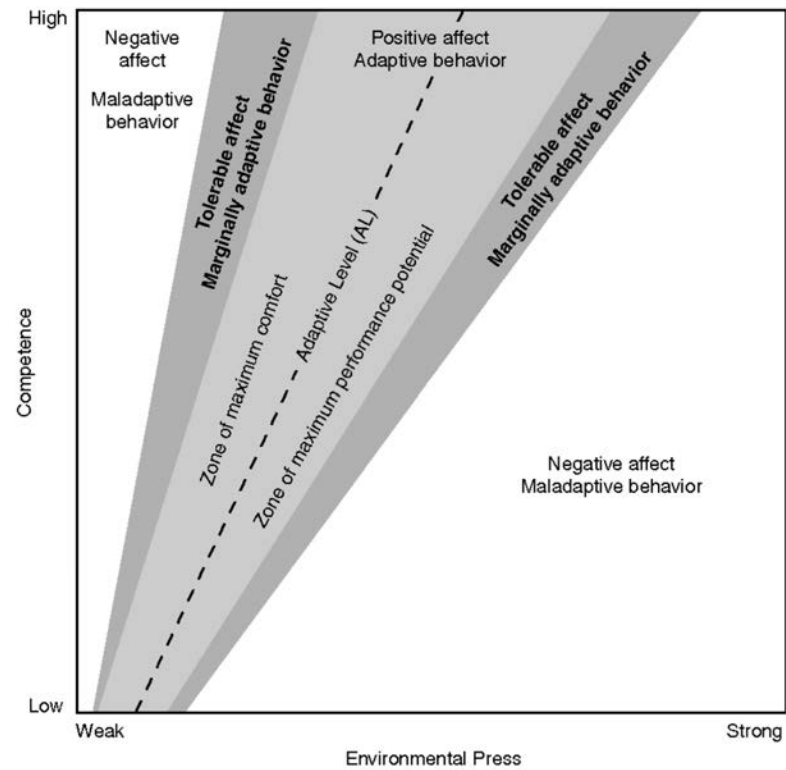 High
Negative
affect
Maladaptive
behavior
Tolerable affect
Marginally adaptive behavior
Positive affect
Adaptive behavior
Tolerable affect
Marginally adaptive behavior
Zone of maximum comfort
Adaptive Level (AL)
Zone of maximum performance potential
Negative affect
Maladaptive behavior
Competence
Low
Weak
Strong
Environmental Press